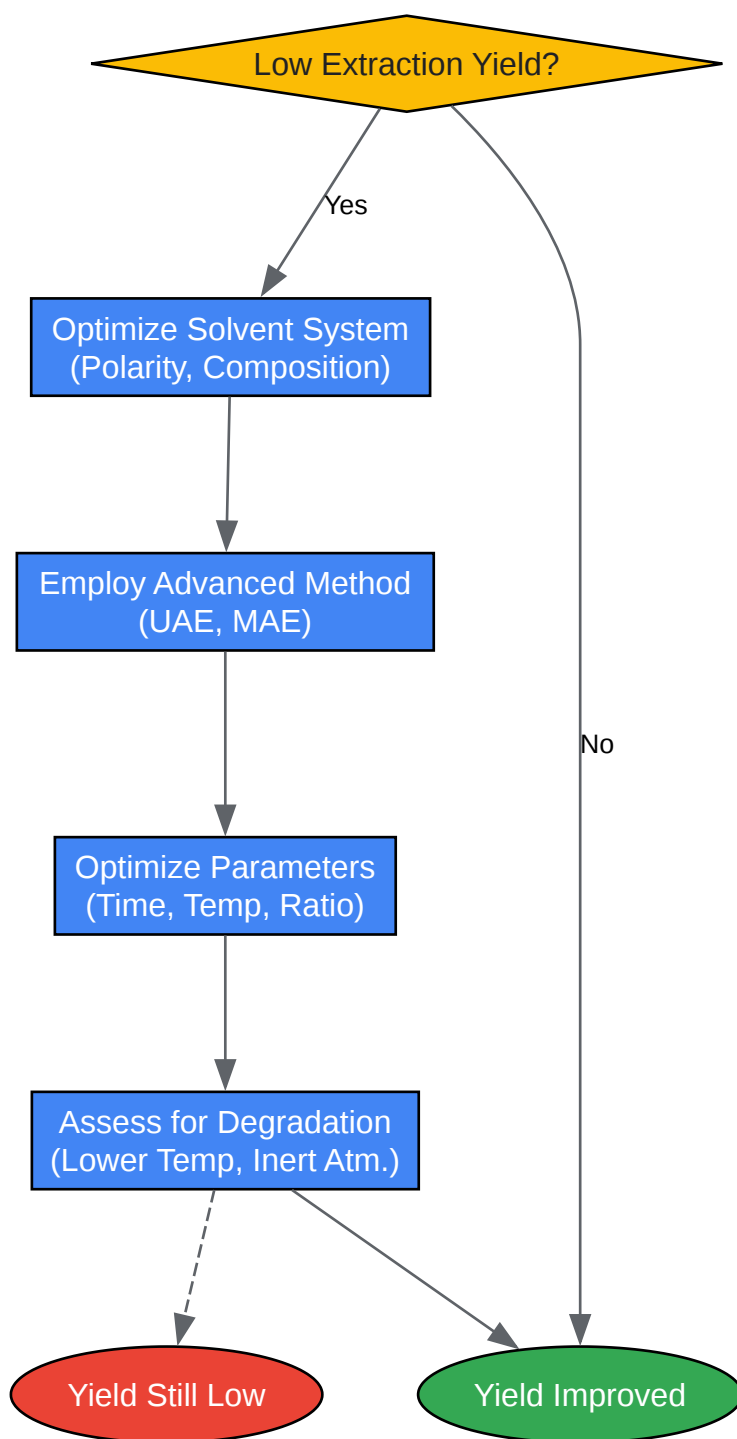 Low Extraction Yield?
Yes
Optimize Solvent System
(Polarity, Composition)
Employ Advanced Method
(UAE, MAE)
No
Optimize Parameters
(Time, Temp, Ratio)
Assess for Degradation
(Lower Temp, Inert Atm.)
Yield Still Low
Yield Improved